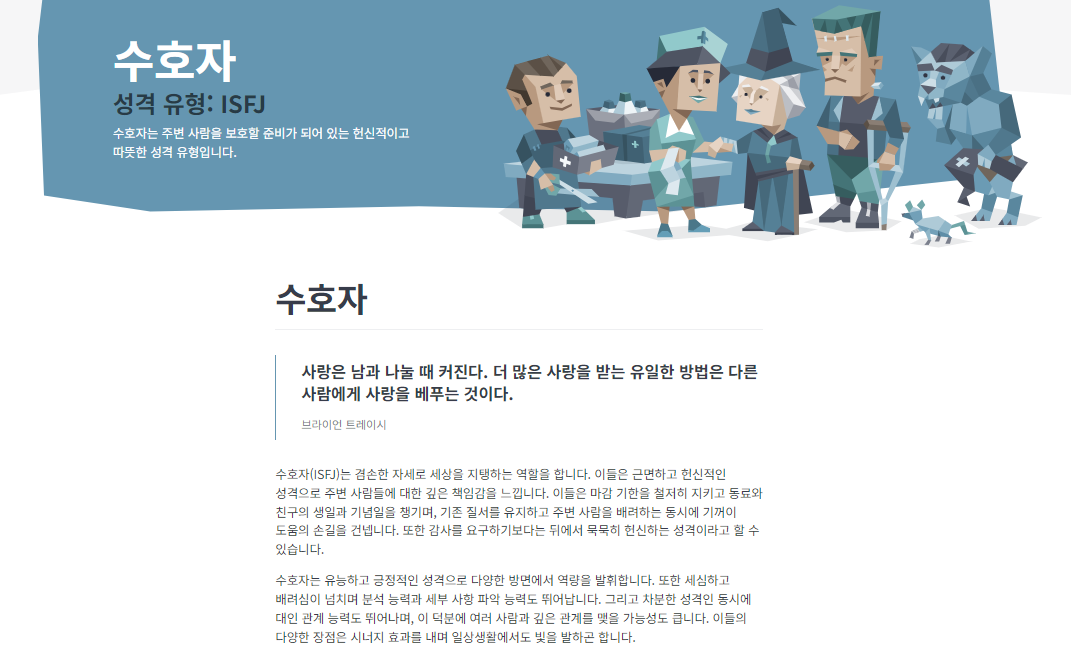 수호자
성격 유형: ISFJ
수호자는 주변 사람을 보호할 준비가 되어 있는 헌신적이고
따뜻한 성격 유형입니다.
수호자
사랑은 남과 나눌 때 커진다. 더 많은 사랑을 받는 유일한 방법은 다른
사람에게 사랑을 베푸는 것이다.
브라이언 트레이시
수호자(ISFJ)는 겸손한 자세로 세상을 지탱하는 역할을 합니다. 이들은 근면하고 헌신적인
성격으로 주변 사람들에 대한 깊은 책임감을 느낍니다. 이들은 마감 기한을 철저히 지키고 동료와
친구의 생일과 기념일을 챙기며, 기존 질서를 유지하고 주변 사람을 배려하는 동시에 기꺼이
도움의 손길을 건넵니다. 또한 감사를 요구하기보다는 뒤에서 묵묵히 헌신하는 성격이라고 할 수
있습니다.
수호자는 유능하고 긍정적인 성격으로 다양한 방면에서 역량을 발휘합니다. 또한 세심하고
배려심이 넘치며 분석 능력과 세부 사항 파악 능력도 뛰어납니다. 그리고 차분한 성격인 동시에
대인 관계 능력도 뛰어나며, 이 덕분에 여러 사람과 깊은 관계를 맺을 가능성도 큽니다. 이들의
다양한 장점은 시너지 효과를 내며 일상생활에서도 빛을 발하곤 합니다.